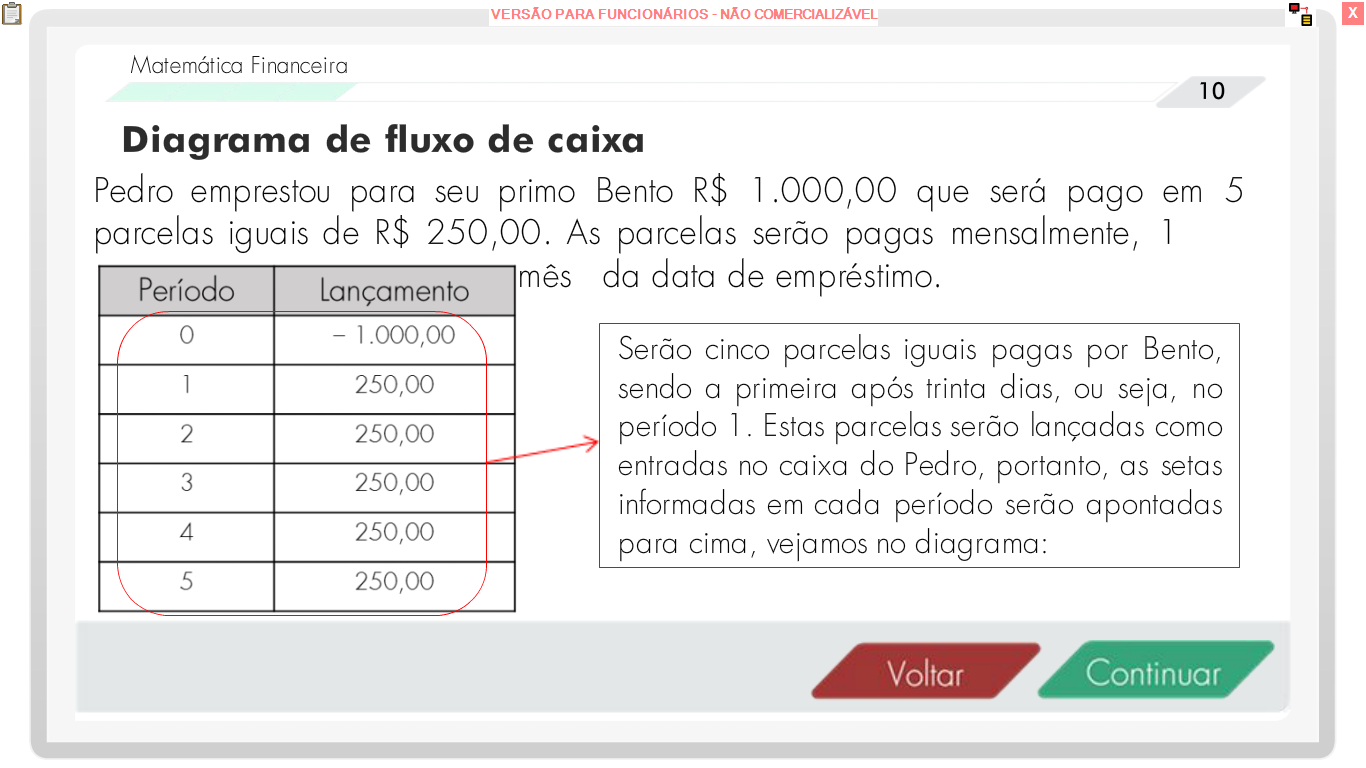 VERSÃO PARA FUNCIONÁRIOS - NÃO COMERCIALIZÁVEL
X
Matemática Financeira
10
Diagrama de fluxo de caixa
Pedro emprestou para seu primo Bento R$ 1.000,00 que será pago em 5
parcelas iguais de R$ 250,00. As parcelas serão pagas mensalmente, 1
mês da data de empréstimo.
Período Lançamento
0 – 1.000,00
1 250,00
2 250,00
3 250,00
4 250,00
5 250,00
Serão cinco parcelas iguais pagas por Bento,
sendo a primeira após trinta dias, ou seja, no
período 1. Estas parcelas serão lançadas como
entradas no caixa do Pedro, portanto, as setas
informadas em cada período serão apontadas
para cima, vejamos no diagrama:
Voltar
Continuar